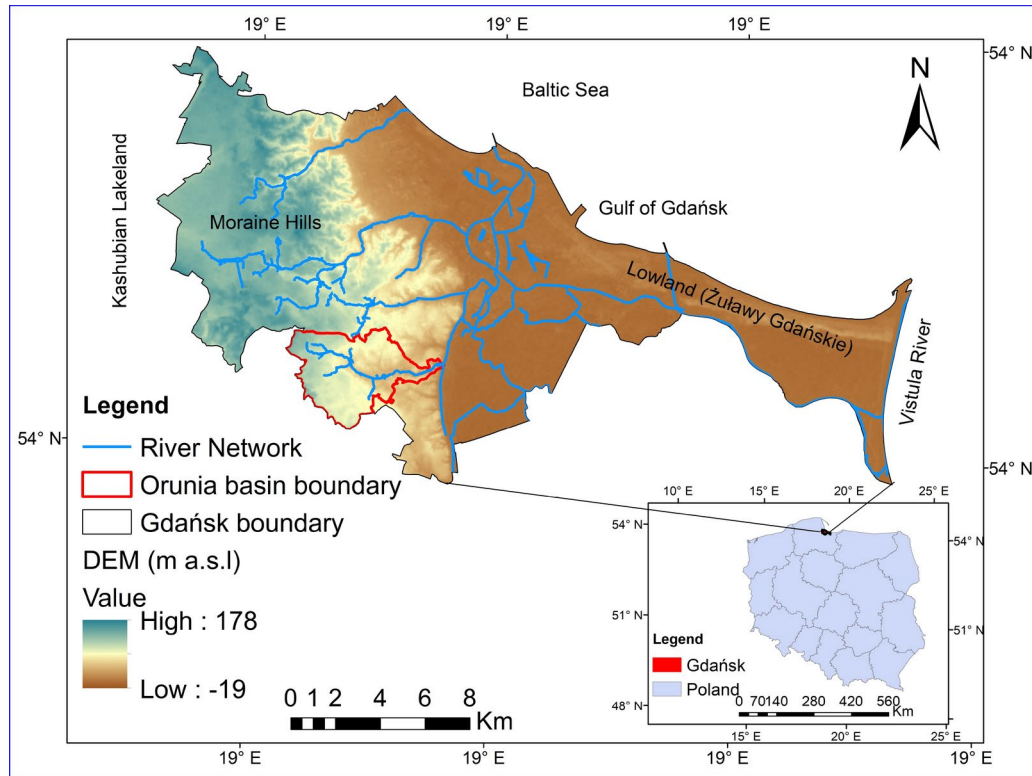 19° E 19° E 19° E
54° N
N
Baltic Sea
Kashubian Lakeland
Gulf of Gdańsk
Moraine Hills
Lowland (Żuławy Gdańskie)
Vistula River
54° N
54° N
Legend
River Network
Orunia basin boundary
Gdańsk boundary
DEM (m a.s.l)
Value
High : 178
Low : -19
0 1 2 4 6 8
Km
10° E 15° E 20° E 25° E
54° N
54° N
51° N
51° N
48° N
Legend
Gdańsk
Poland
0 70140 280 420 560
Km
15° E 20° E 25° E
19° E 19° E 19° E 19° E